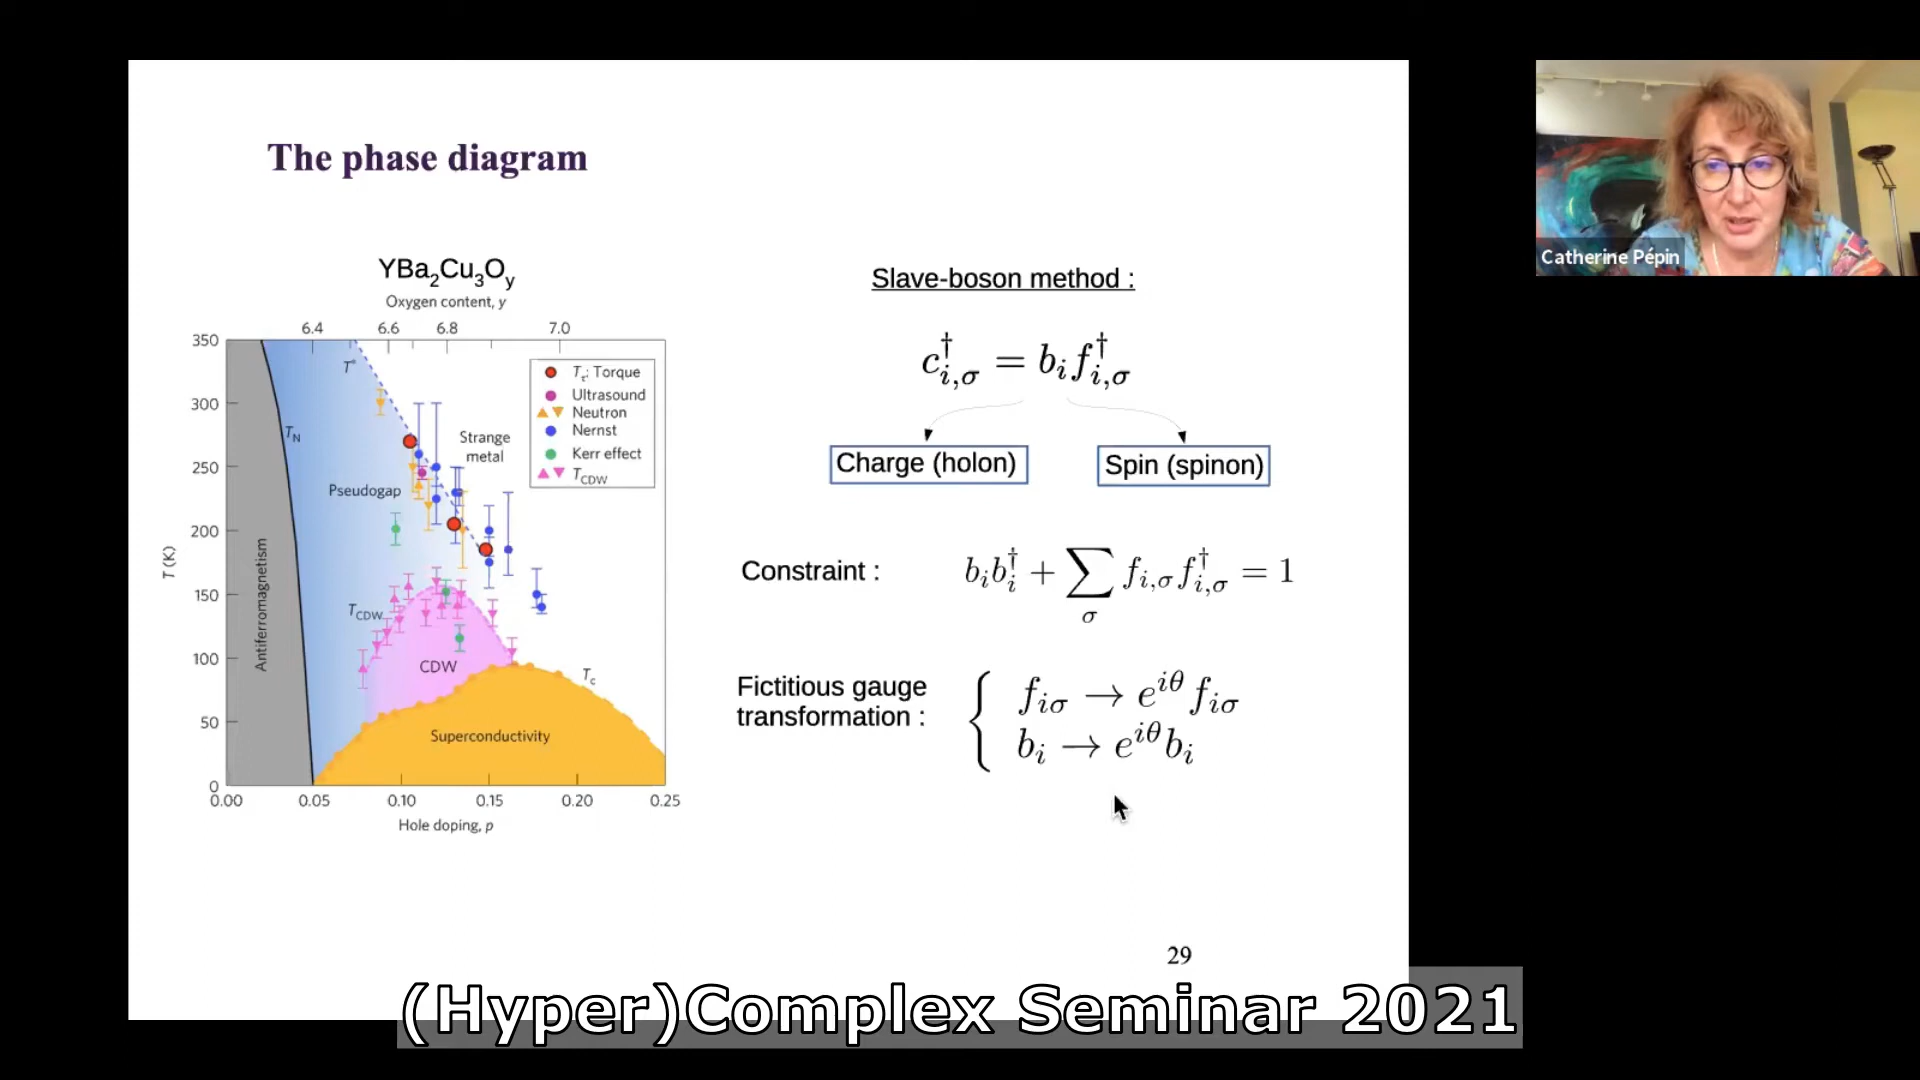 The phase diagram
YBa₂Cu₃Oy
Oxygen content, y
6.4 6.6 6.8 7.0
350
300
250
200
150
100
50
0
T (K)
T*
TN
Tτ: Torque
Ultrasound
Neutron
Nernst
Kerr effect
TCDW
Strange
metal
Pseudogap
Antiferromagnetism
TCDW
CDW
Tc
Superconductivity
0.00 0.05 0.10 0.15 0.20 0.25
Hole doping, p
Slave-boson method :
c†i,σ = bi f†i,σ
Charge (holon) Spin (spinon)
Constraint : bi b†i + ∑σ fi,σ f†i,σ = 1
Fictitious gauge
transformation :
fiσ → e^iθ fiσ
bi → e^iθ bi
29
Catherine Pépin
(Hyper)Complex Seminar 2021